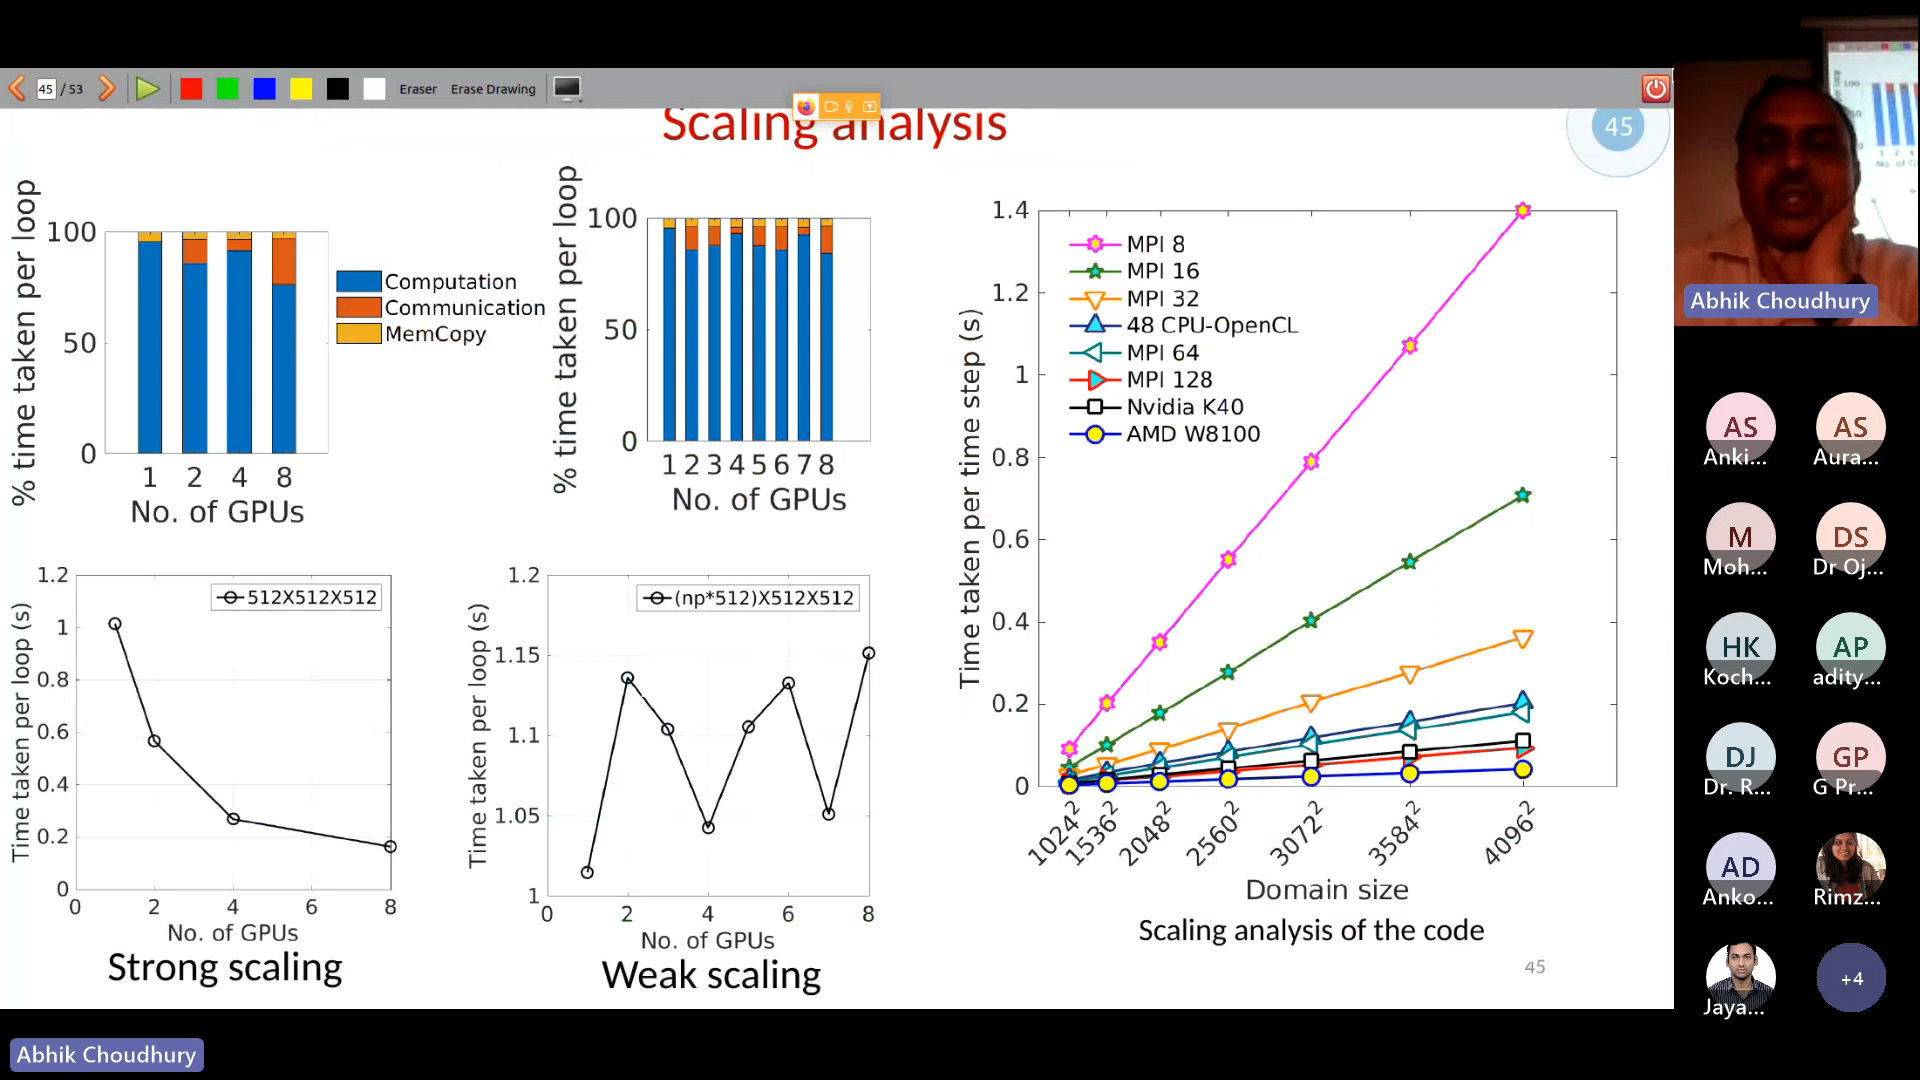 45 / 53
Eraser
Erase Drawing
Scaling analysis
45
% time taken per loop
100
50
0
1 2 4 8
No. of GPUs
Computation
Communication
MemCopy
% time taken per loop
100
50
0
1 2 3 4 5 6 7 8
No. of GPUs
Time taken per loop (s)
1.2
1
0.8
0.6
0.4
0.2
0
0 2 4 6 8
512X512X512
No. of GPUs
Strong scaling
Time taken per loop (s)
1.2
1.15
1.1
1.05
1
0 2 4 6 8
(np*512)X512X512
No. of GPUs
Weak scaling
Time taken per time step (s)
1.4
1.2
1
0.8
0.6
0.4
0.2
0
MPI 8
MPI 16
MPI 32
48 CPU-OpenCL
MPI 64
MPI 128
Nvidia K40
AMD W8100
1024² 1536² 2048² 2560² 3072² 3584² 4096²
Domain size
Scaling analysis of the code
45
Abhik Choudhury
AS
Anki...
AS
Aura...
M
Moh...
DS
Dr Oj...
HK
Koch...
AP
adity...
DJ
Dr. R...
GP
G Pr...
AD
Anko...
Rimz...
Jaya...
+4
Abhik Choudhury